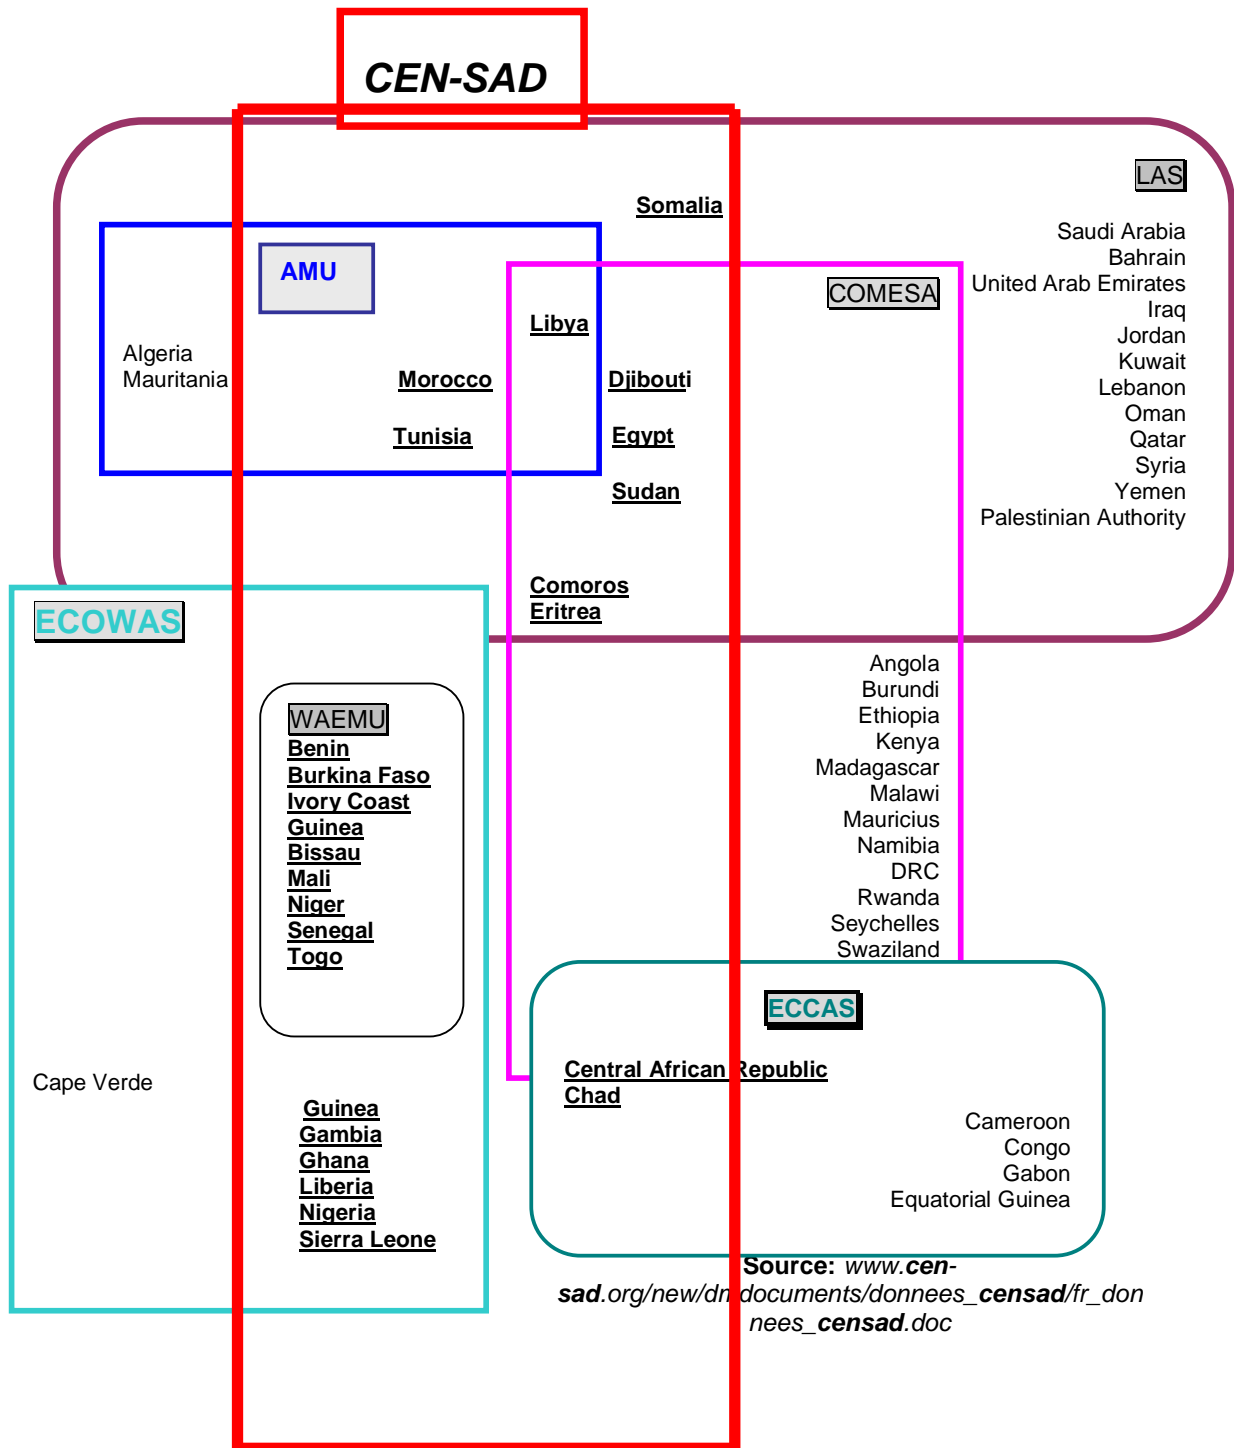 CEN-SAD
LAS
Somalia
Saudi Arabia
Bahrain
United Arab Emirates
Iraq
Jordan
Kuwait
Lebanon
Oman
Qatar
Syria
Yemen
Palestinian Authority
AMU
COMESA
Libya
Algeria
Mauritania
Morocco
Djibouti
Tunisia
Egypt
Sudan
Comoros
Eritrea
ECOWAS
Angola
Burundi
Ethiopia
Kenya
Madagascar
Malawi
Mauricius
Namibia
DRC
Rwanda
Seychelles
Swaziland
WAEMU
Benin
Burkina Faso
Ivory Coast
Guinea
Bissau
Mali
Niger
Senegal
Togo
ECCAS
Central African Republic
Chad
Cape Verde
Guinea
Gambia
Ghana
Liberia
Nigeria
Sierra Leone
Cameroon
Congo
Gabon
Equatorial Guinea
Source: www.cen-
sad.org/new/dmdocuments/donnees_censad/fr_don
nees_censad.doc